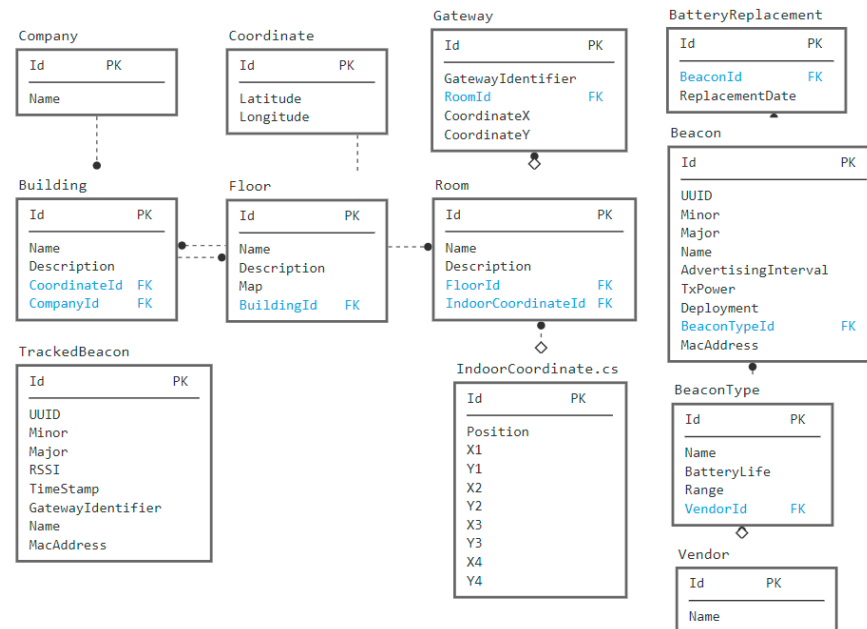 Company
Id PK
Name
Coordinate
Id PK
Latitude
Longitude
Gateway
Id PK
GatewayIdentifier
RoomId FK
CoordinateX
CoordinateY
BatteryReplacement
Id PK
BeaconId FK
ReplacementDate
Building
Id PK
Name
Description
CoordinateId FK
CompanyId FK
Floor
Id PK
Name
Description
Map
BuildingId FK
Room
Id PK
Name
Description
FloorId FK
IndoorCoordinateId FK
Beacon
Id PK
UUID
Minor
Major
Name
AdvertisingInterval
TxPower
Deployment
BeaconTypeId FK
MacAddress
TrackedBeacon
Id PK
UUID
Minor
Major
RSSI
TimeStamp
GatewayIdentifier
Name
MacAddress
IndoorCoordinate.cs
Id PK
Position
X1
Y1
X2
Y2
X3
Y3
X4
Y4
BeaconType
Id PK
Name
BatteryLife
Range
VendorId FK
Vendor
Id PK
Name